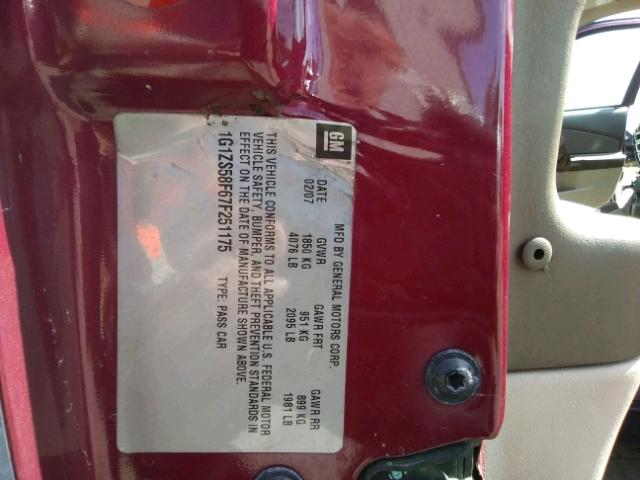 GM
MFD BY GENERAL MOTORS CORP.
DATE GVWR GAWR FRT GAWR RR
02/07 1850 KG 951 KG 899 KG
4076 LB 2095 LB 1981 LB
THIS VEHICLE CONFORMS TO ALL APPLICABLE U.S. FEDERAL MOTOR
VEHICLE SAFETY, BUMPER, AND THEFT PREVENTION STANDARDS IN
EFFECT ON THE DATE OF MANUFACTURE SHOWN ABOVE.
1G1ZS58F67F251175 TYPE: PASS CAR